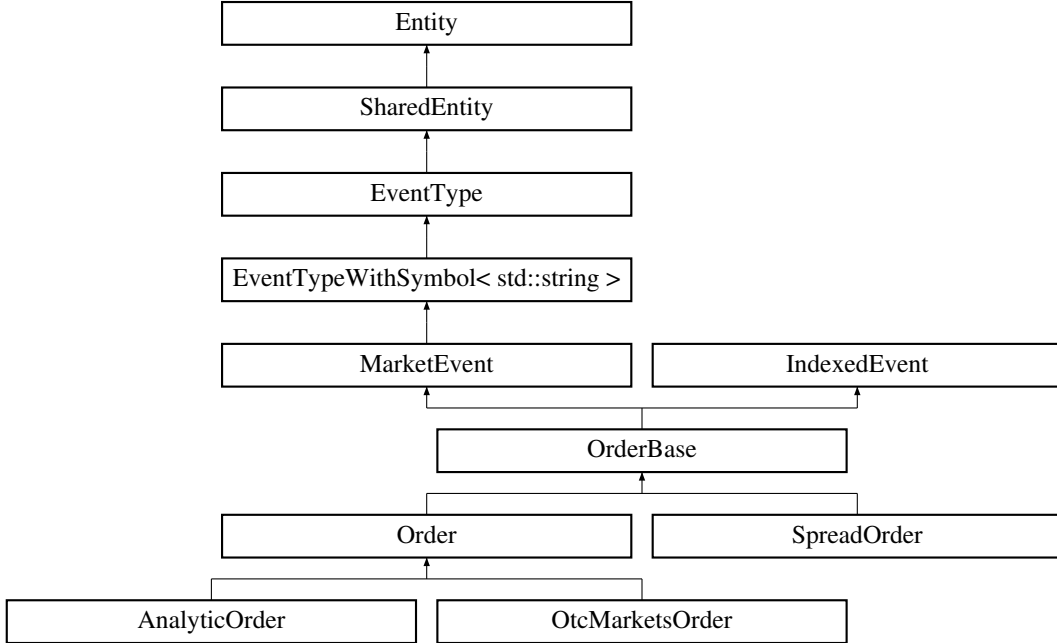 Entity
SharedEntity
EventType
EventTypeWithSymbol< std::string >
MarketEvent
IndexedEvent
OrderBase
Order
SpreadOrder
AnalyticOrder
OtcMarketsOrder